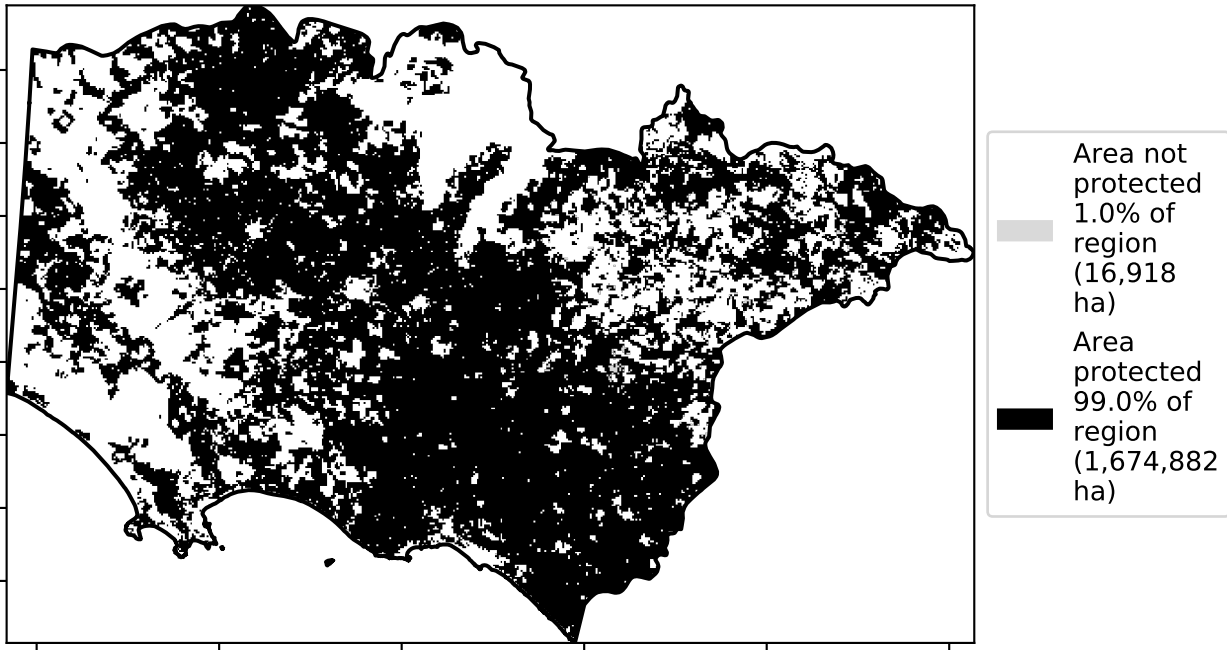 Area not
protected
1.0% of
region
(16,918
ha)
Area
protected
99.0% of
region
(1,674,882
ha)